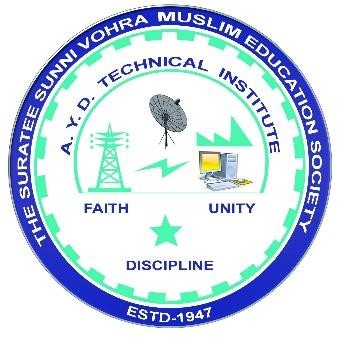 THE SURATEE SUNNI VOHRA MUSLIM EDUCATION SOCIETY
A. Y. D. TECHNICAL INSTITUTE
FAITH UNITY
DISCIPLINE
ESTD-1947